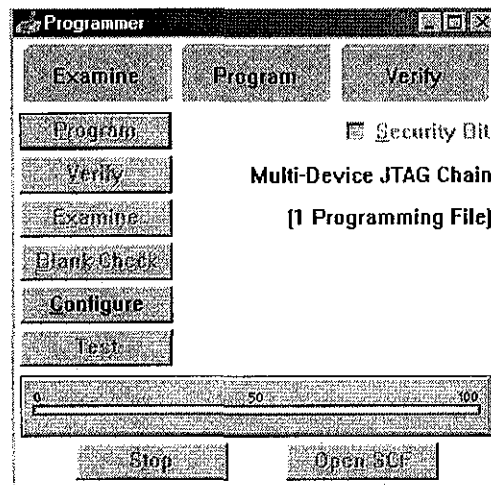 Programmer
Examine Program Verify
Program Security Bit
Verify Multi-Device JTAG Chain
Examine (1 Programming File)
Blank Check
Configure
Test
0 50 100
Stop Open SCF